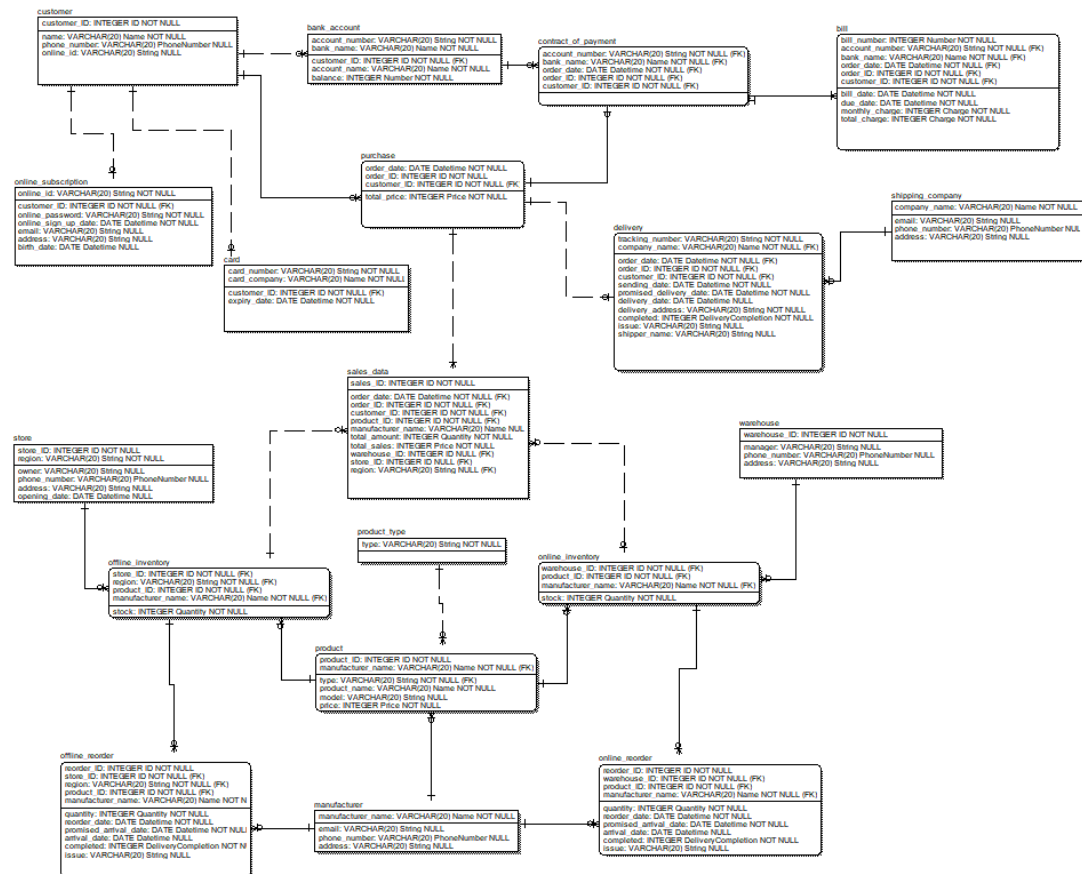 customer
customer_ID: INTEGER ID NOT NULL
name: VARCHAR(20) Name NOT NULL
phone_number: VARCHAR(20) PhoneNumber NULL
online_id: VARCHAR(20) String NULL
bank_account
account_number: VARCHAR(20) String NOT NULL
bank_name: VARCHAR(20) Name NOT NULL
customer_ID: INTEGER ID NOT NULL (FK)
account_name: VARCHAR(20) Name NOT NULL
balance: INTEGER Number NOT NULL
contract_of_payment
account_number: VARCHAR(20) String NOT NULL (FK)
bank_name: VARCHAR(20) Name NOT NULL (FK)
order_date: DATE Datetime NOT NULL (FK)
order_ID: INTEGER ID NOT NULL (FK)
customer_ID: INTEGER ID NOT NULL (FK)
bill
bill_number: INTEGER Number NOT NULL
account_number: VARCHAR(20) String NOT NULL (FK)
bank_name: VARCHAR(20) Name NOT NULL (FK)
order_date: DATE Datetime NOT NULL (FK)
order_ID: INTEGER ID NOT NULL (FK)
customer_ID: INTEGER ID NOT NULL (FK)
bill_date: DATE Datetime NOT NULL
due_date: DATE Datetime NOT NULL
monthly_charge: INTEGER Charge NOT NULL
total_charge: INTEGER Charge NOT NULL
purchase
order_date: DATE Datetime NOT NULL
order_ID: INTEGER ID NOT NULL
customer_ID: INTEGER ID NOT NULL (FK
total_price: INTEGER Price NOT NULL
online_subscription
online_id: VARCHAR(20) String NOT NULL
customer_ID: INTEGER ID NOT NULL (FK)
online_password: VARCHAR(20) String NOT NULL
online_sign_up_date: DATE Datetime NOT NULL
email: VARCHAR(20) String NOT NULL
address: VARCHAR(20) String NOT NULL
birth_date: DATE Datetime NULL
card
card_number: VARCHAR(20) String NOT NULL
card_company: VARCHAR(20) Name NOT NULL
customer_ID: INTEGER ID NOT NULL (FK)
expiry_date: DATE Datetime NOT NULL
shipping_company
company_name: VARCHAR(20) Name NOT NULL
email: VARCHAR(20) String NULL
phone_number: VARCHAR(20) PhoneNumber NULL
address: VARCHAR(20) String NULL
delivery
tracking_number: VARCHAR(20) String NOT NULL
company_name: VARCHAR(20) Name NOT NULL (FK)
order_date: DATE Datetime NOT NULL (FK)
order_ID: INTEGER ID NOT NULL (FK)
customer_ID: INTEGER ID NOT NULL (FK)
sending_date: DATE Datetime NOT NULL
promised_delivery_date: DATE Datetime NOT NULL
delivery_date: DATE Datetime NULL
delivery_address: VARCHAR(20) String NOT NULL
completed: INTEGER DeliveryCompletion NOT NULL
issue: VARCHAR(20) String NULL
shipper_name: VARCHAR(20) String NULL
sales_data
sales_ID: INTEGER ID NOT NULL
order_date: DATE Datetime NOT NULL (FK)
order_ID: INTEGER ID NOT NULL (FK)
customer_ID: INTEGER ID NOT NULL (FK)
product_ID: INTEGER ID NOT NULL (FK)
manufacturer_name: VARCHAR(20) Name NUL
total_amount: INTEGER Quantity NOT NULL
total_sales: INTEGER Price NOT NULL
warehouse_ID: INTEGER ID NULL (FK)
store_ID: INTEGER ID NULL (FK)
region: VARCHAR(20) String NULL (FK)
store
store_ID: INTEGER ID NOT NULL
region: VARCHAR(20) String NOT NULL
owner: VARCHAR(20) String NULL
phone_number: VARCHAR(20) PhoneNumber NULL
address: VARCHAR(20) String NULL
opening_date: DATE Datetime NULL
warehouse
warehouse_ID: INTEGER ID NOT NULL
manager: VARCHAR(20) String NULL
phone_number: VARCHAR(20) PhoneNumber NULL
address: VARCHAR(20) String NULL
product_type
type: VARCHAR(20) String NOT NULL
offline_inventory
store_ID: INTEGER ID NOT NULL (FK)
region: VARCHAR(20) String NOT NULL (FK)
product_ID: INTEGER ID NOT NULL (FK)
manufacturer_name: VARCHAR(20) Name NOT NULL (FK)
stock: INTEGER Quantity NOT NULL
online_inventory
warehouse_ID: INTEGER ID NOT NULL (FK)
product_ID: INTEGER ID NOT NULL (FK)
manufacturer_name: VARCHAR(20) Name NOT NULL (FK)
stock: INTEGER Quantity NOT NULL
product
product_ID: INTEGER ID NOT NULL
manufacturer_name: VARCHAR(20) Name NOT NULL (FK)
type: VARCHAR(20) String NOT NULL (FK)
product_name: VARCHAR(20) Name NOT NULL
model: VARCHAR(20) String NULL
price: INTEGER Price NOT NULL
offline_reorder
reorder_ID: INTEGER ID NOT NULL
store_ID: INTEGER ID NOT NULL (FK)
region: VARCHAR(20) String NOT NULL (FK)
product_ID: INTEGER ID NOT NULL (FK)
manufacturer_name: VARCHAR(20) Name NOT N
quantity: INTEGER Quantity NOT NULL
reorder_date: DATE Datetime NOT NULL
promised_arrival_date: DATE Datetime NOT NULL
arrival_date: DATE Datetime NULL
completed: INTEGER DeliveryCompletion NOT N
issue: VARCHAR(20) String NULL
manufacturer
manufacturer_name: VARCHAR(20) Name NOT NULL
email: VARCHAR(20) String NULL
phone_number: VARCHAR(20) PhoneNumber NULL
address: VARCHAR(20) String NULL
online_reorder
reorder_ID: INTEGER ID NOT NULL
warehouse_ID: INTEGER ID NOT NULL (FK)
product_ID: INTEGER ID NOT NULL (FK)
manufacturer_name: VARCHAR(20) Name NOT NULL (FK)
quantity: INTEGER Quantity NOT NULL
reorder_date: DATE Datetime NOT NULL
promised_arrival_date: DATE Datetime NOT NULL
arrival_date: DATE Datetime NULL
completed: INTEGER DeliveryCompletion NOT NULL
issue: VARCHAR(20) String NULL